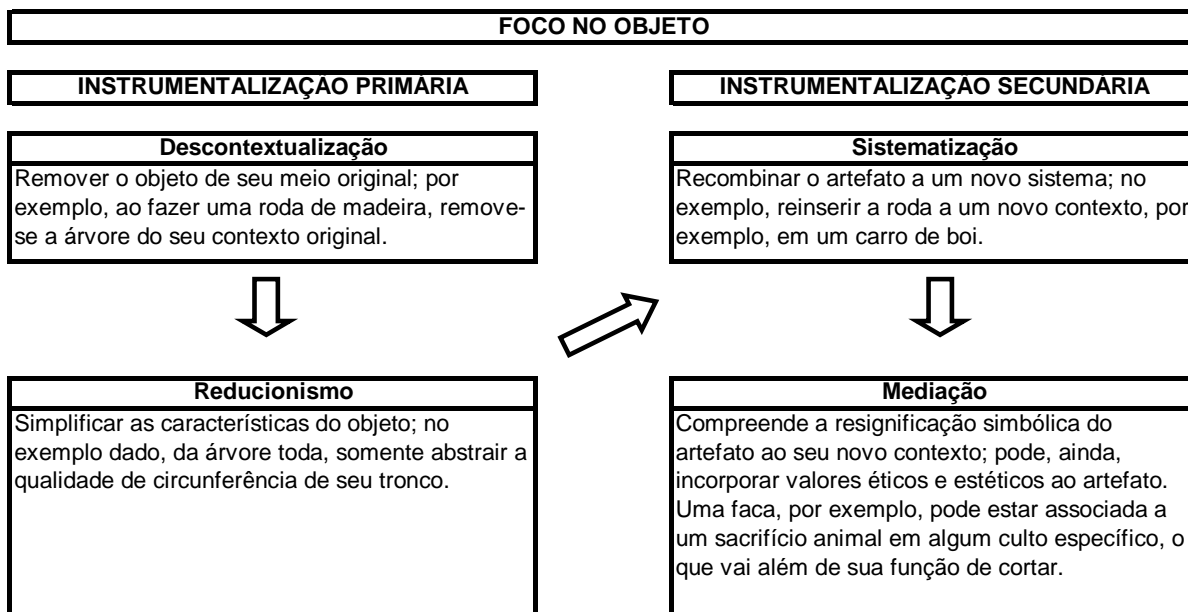 FOCO NO OBJETO
INSTRUMENTALIZAÇÃO PRIMÁRIA
INSTRUMENTALIZAÇÃO SECUNDÁRIA
Descontextualização
Remover o objeto de seu meio original; por
exemplo, ao fazer uma roda de madeira, remove-
se a árvore do seu contexto original.
Sistematização
Recombinar o artefato a um novo sistema; no
exemplo, reinserir a roda a um novo contexto, por
exemplo, em um carro de boi.
Reducionismo
Simplificar as características do objeto; no
exemplo dado, da árvore toda, somente abstrair a
qualidade de circunferência de seu tronco.
Mediação
Compreende a resignificação simbólica do
artefato ao seu novo contexto; pode, ainda,
incorporar valores éticos e estéticos ao artefato.
Uma faca, por exemplo, pode estar associada a
um sacrifício animal em algum culto específico, o
que vai além de sua função de cortar.